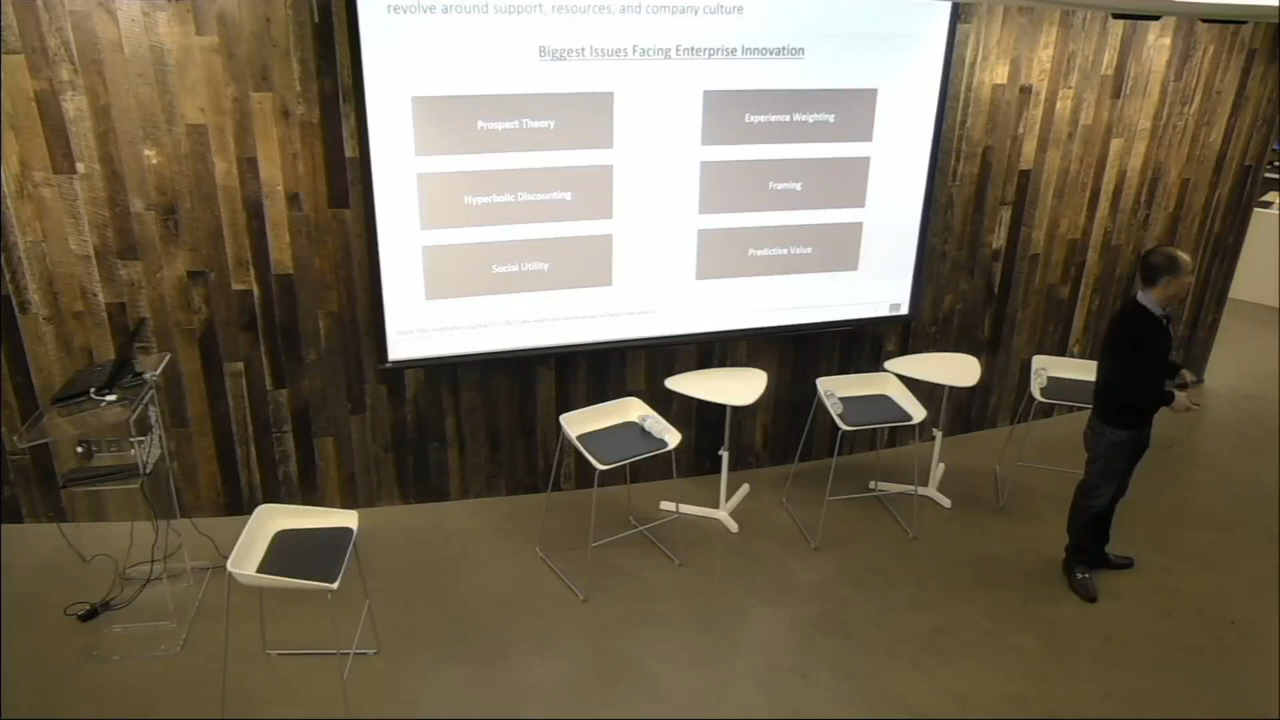 revolve around support, resources, and company culture
Biggest Issues Facing Enterprise Innovation
Prospect Theory
Experience Weighting
Hyperbolic Discounting
Framing
Social Utility
Predictive Value